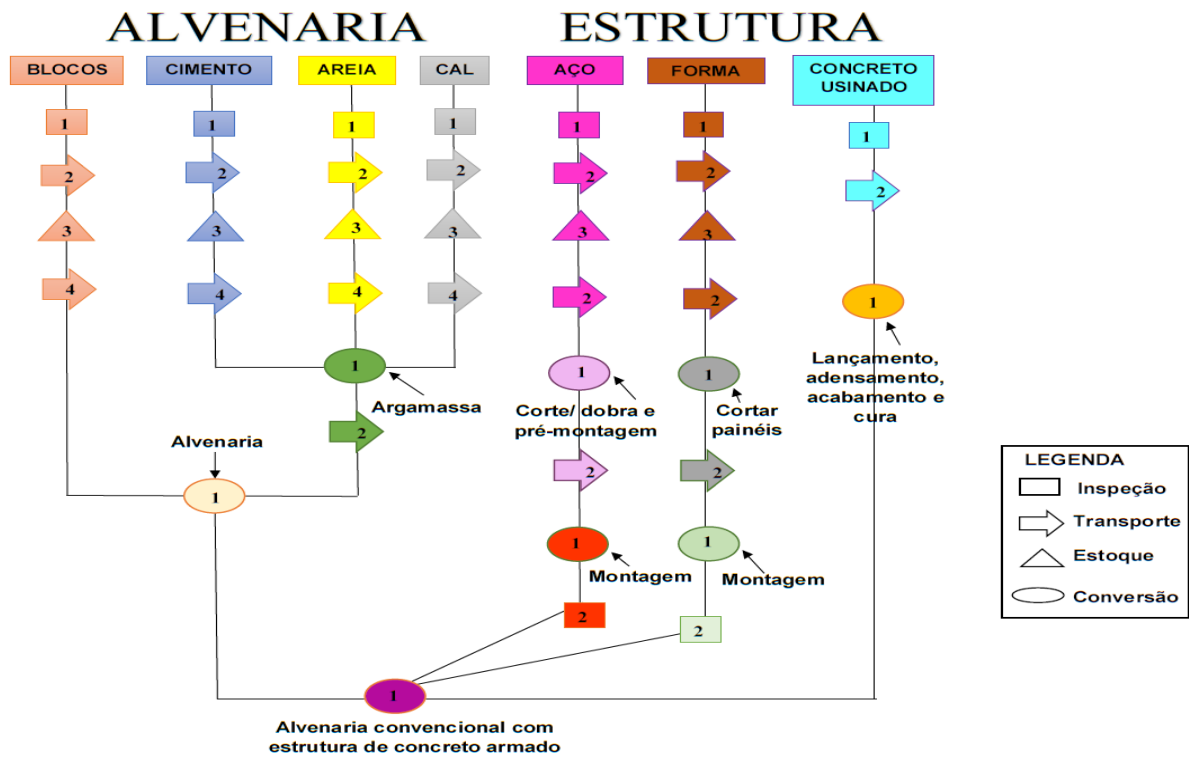 ALVENARIA ESTRUTURA
BLOCOS CIMENTO AREIA CAL AÇO FORMA CONCRETO
USINADO
1 1 1 1 1 1 1
2 2 2 2 2 2 2
3 3 3 3 3 3
4 4 4 4 2 2 1
1 1 1
Lançamento,
adensamento,
acabamento e
cura
Argamassa
Corte/ dobra e
pré-montagem
Cortar
painéis
2
Alvenaria
1
2 2
1 1
Montagem Montagem
2 2
1
Alvenaria convencional com
estrutura de concreto armado
LEGENDA
Inspeção
Transporte
Estoque
Conversão